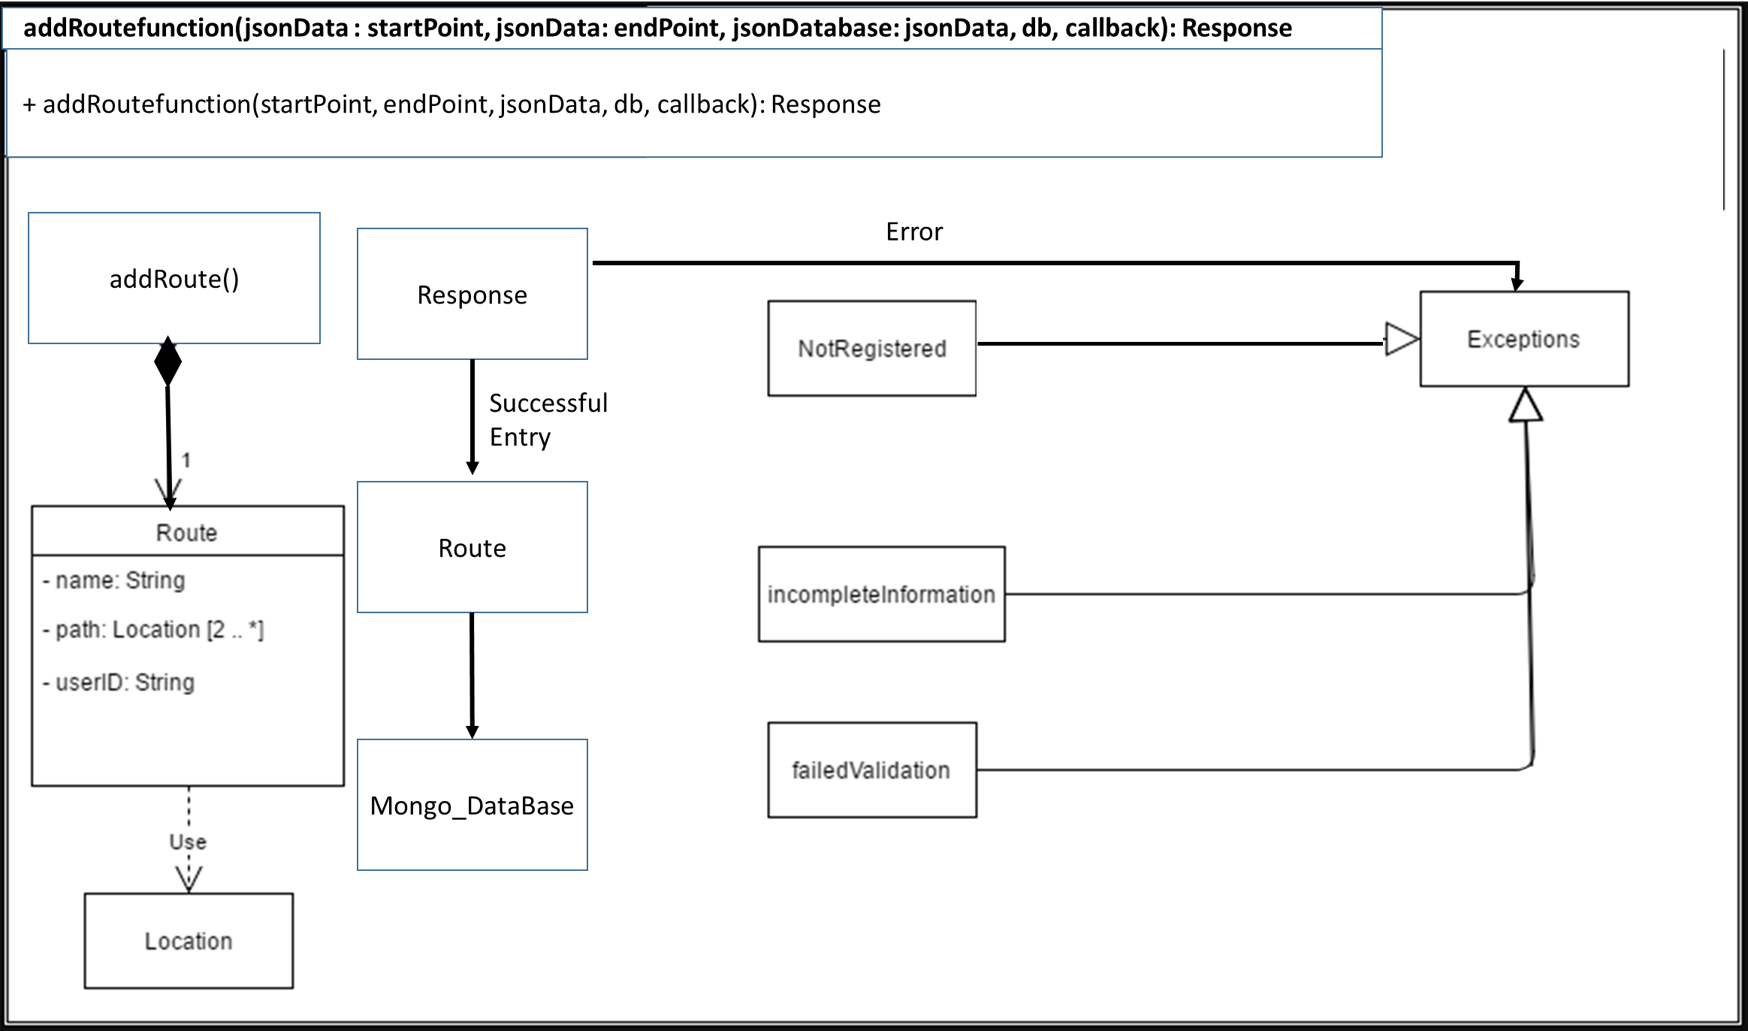 addRoutefunction(jsonData : startPoint, jsonData: endPoint, jsonDatabase: jsonData, db, callback): Response
+ addRoutefunction(startPoint, endPoint, jsonData, db, callback): Response
addRoute()
Response
Error
NotRegistered
Exceptions
Successful
Entry
1
Route
- name: String
- path: Location [2 .. *]
- userID: String
Route
incompleteInformation
failedValidation
Mongo_DataBase
Use
Location